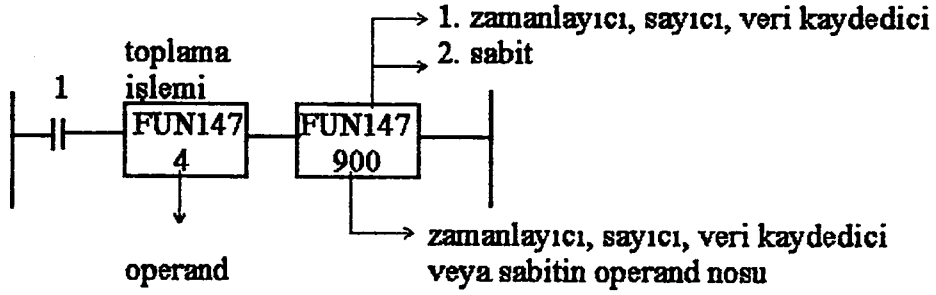 1. zamanlayıcı, sayıcı, veri kaydedici
2. sabit
toplama
işlemi
1
FUN147
4
FUN147
900
operand
zamanlayıcı, sayıcı, veri kaydedici
veya sabitin operand nosu